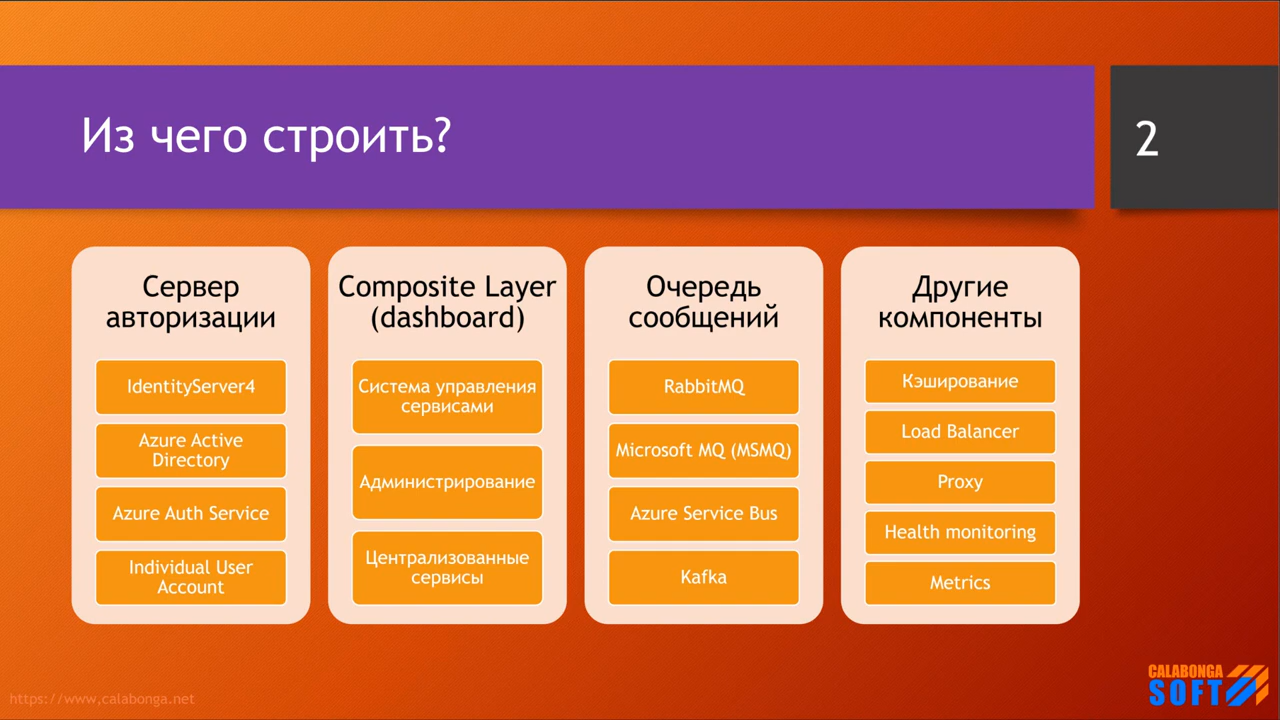 Из чего строить?
2
Сервер
авторизации
IdentityServer4
Azure Active
Directory
Azure Auth Service
Individual User
Account
Composite Layer
(dashboard)
Система управления
сервисами
Администрирование
Централизованные
сервисы
Очередь
сообщений
RabbitMQ
Microsoft MQ (MSMQ)
Azure Service Bus
Kafka
Другие
компоненты
Кэширование
Load Balancer
Proxy
Health monitoring
Metrics
https://www.calabonga.net
CALABONGA
SOFT